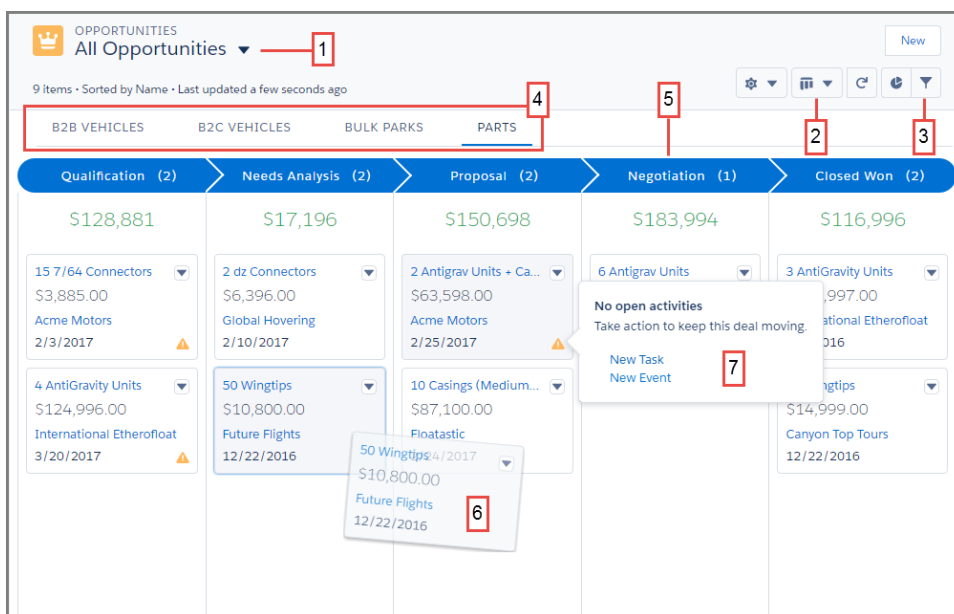 OPPORTUNITIES
All Opportunities
1
New
9 items • Sorted by Name • Last updated a few seconds ago
4
5
2
3
B2B VEHICLES
B2C VEHICLES
BULK PARKS
PARTS
Qualification (2)
Needs Analysis (2)
Proposal (2)
Negotiation (1)
Closed Won (2)
$128,881
$17,196
$150,698
$183,994
$116,996
15 7/64 Connectors
$3,885.00
Acme Motors
2/3/2017
4 AntiGravity Units
$124,996.00
International Etherofloat
3/20/2017
2 dz Connectors
$6,396.00
Global Hovering
2/10/2017
50 Wingtips
$10,800.00
Future Flights
12/22/2016
2 Antigrav Units + Ca...
$63,598.00
Acme Motors
2/25/2017
10 Casings (Medium...
$87,100.00
Floatastic
24/2017
50 Wingtips
$10,800.00
Future Flights
12/22/2016
6
6 Antigrav Units
No open activities
Take action to keep this deal moving.
New Task
New Event
7
3 AntiGravity Units
,997.00
ational Etherofloat
016
ngtips
$14,999.00
Canyon Top Tours
12/22/2016